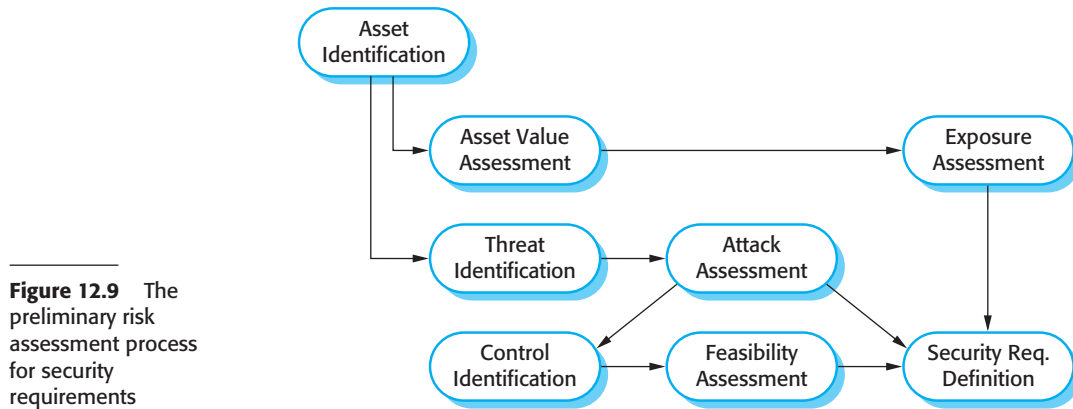 Asset
Identification
Asset Value
Assessment
Exposure
Assessment
Threat
Identification
Attack
Assessment
Control
Identification
Feasibility
Assessment
Security Req.
Definition
Figure 12.9 The
preliminary risk
assessment process
for security
requirements